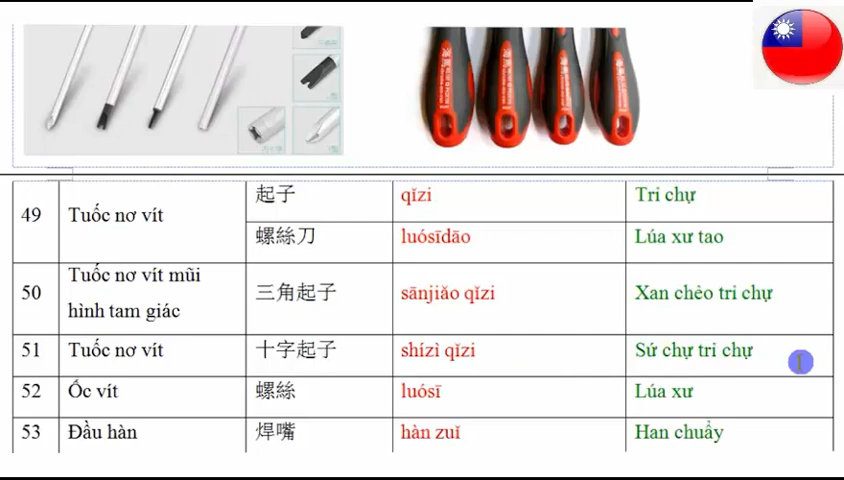 49 Tuốc nơ vít 起子 qǐzi Tri chự
螺絲刀 luósīdāo Lúa xư tao
50 Tuốc nơ vít mũi hình tam giác 三角起子 sānjiǎo qǐzi Xan chẻo tri chự
51 Tuốc nơ vít 十字起子 shízì qǐzi Sứ chự tri chự
52 Ốc vít 螺絲 luósī Lúa xư
53 Đầu hàn 焊嘴 hàn zuǐ Han chuẩy